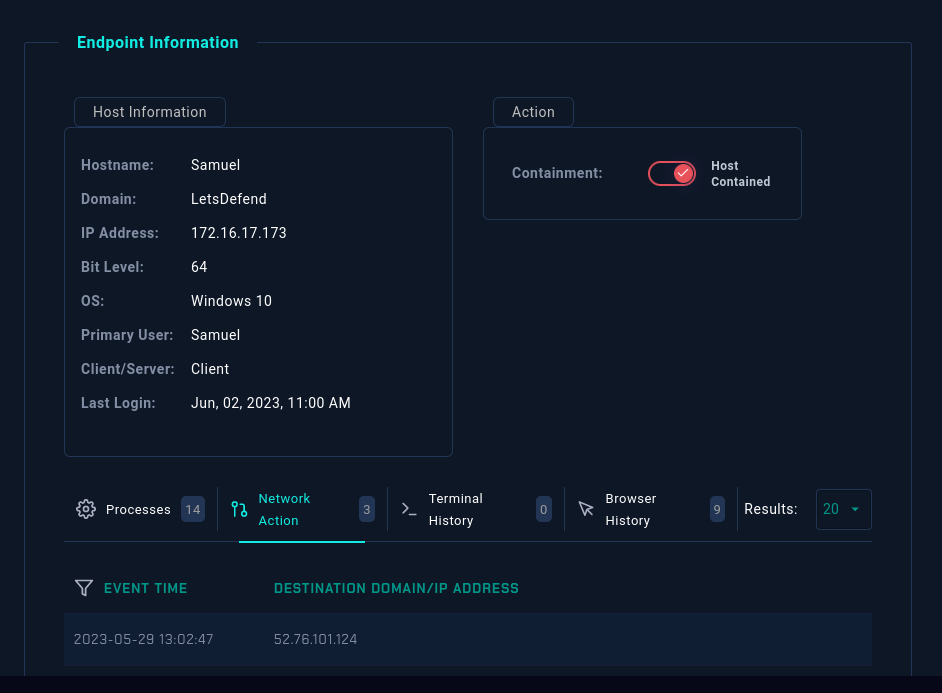 Endpoint Information
Host Information
Hostname: Samuel
Domain: LetsDefend
IP Address: 172.16.17.173
Bit Level: 64
OS: Windows 10
Primary User: Samuel
Client/Server: Client
Last Login: Jun, 02, 2023, 11:00 AM
Action
Containment:
Host
Contained
Processes 14
Network
Action
3
Terminal
History
0
Browser
History
9
Results: 20
EVENT TIME DESTINATION DOMAIN/IP ADDRESS
2023-05-29 13:02:47 52.76.101.124